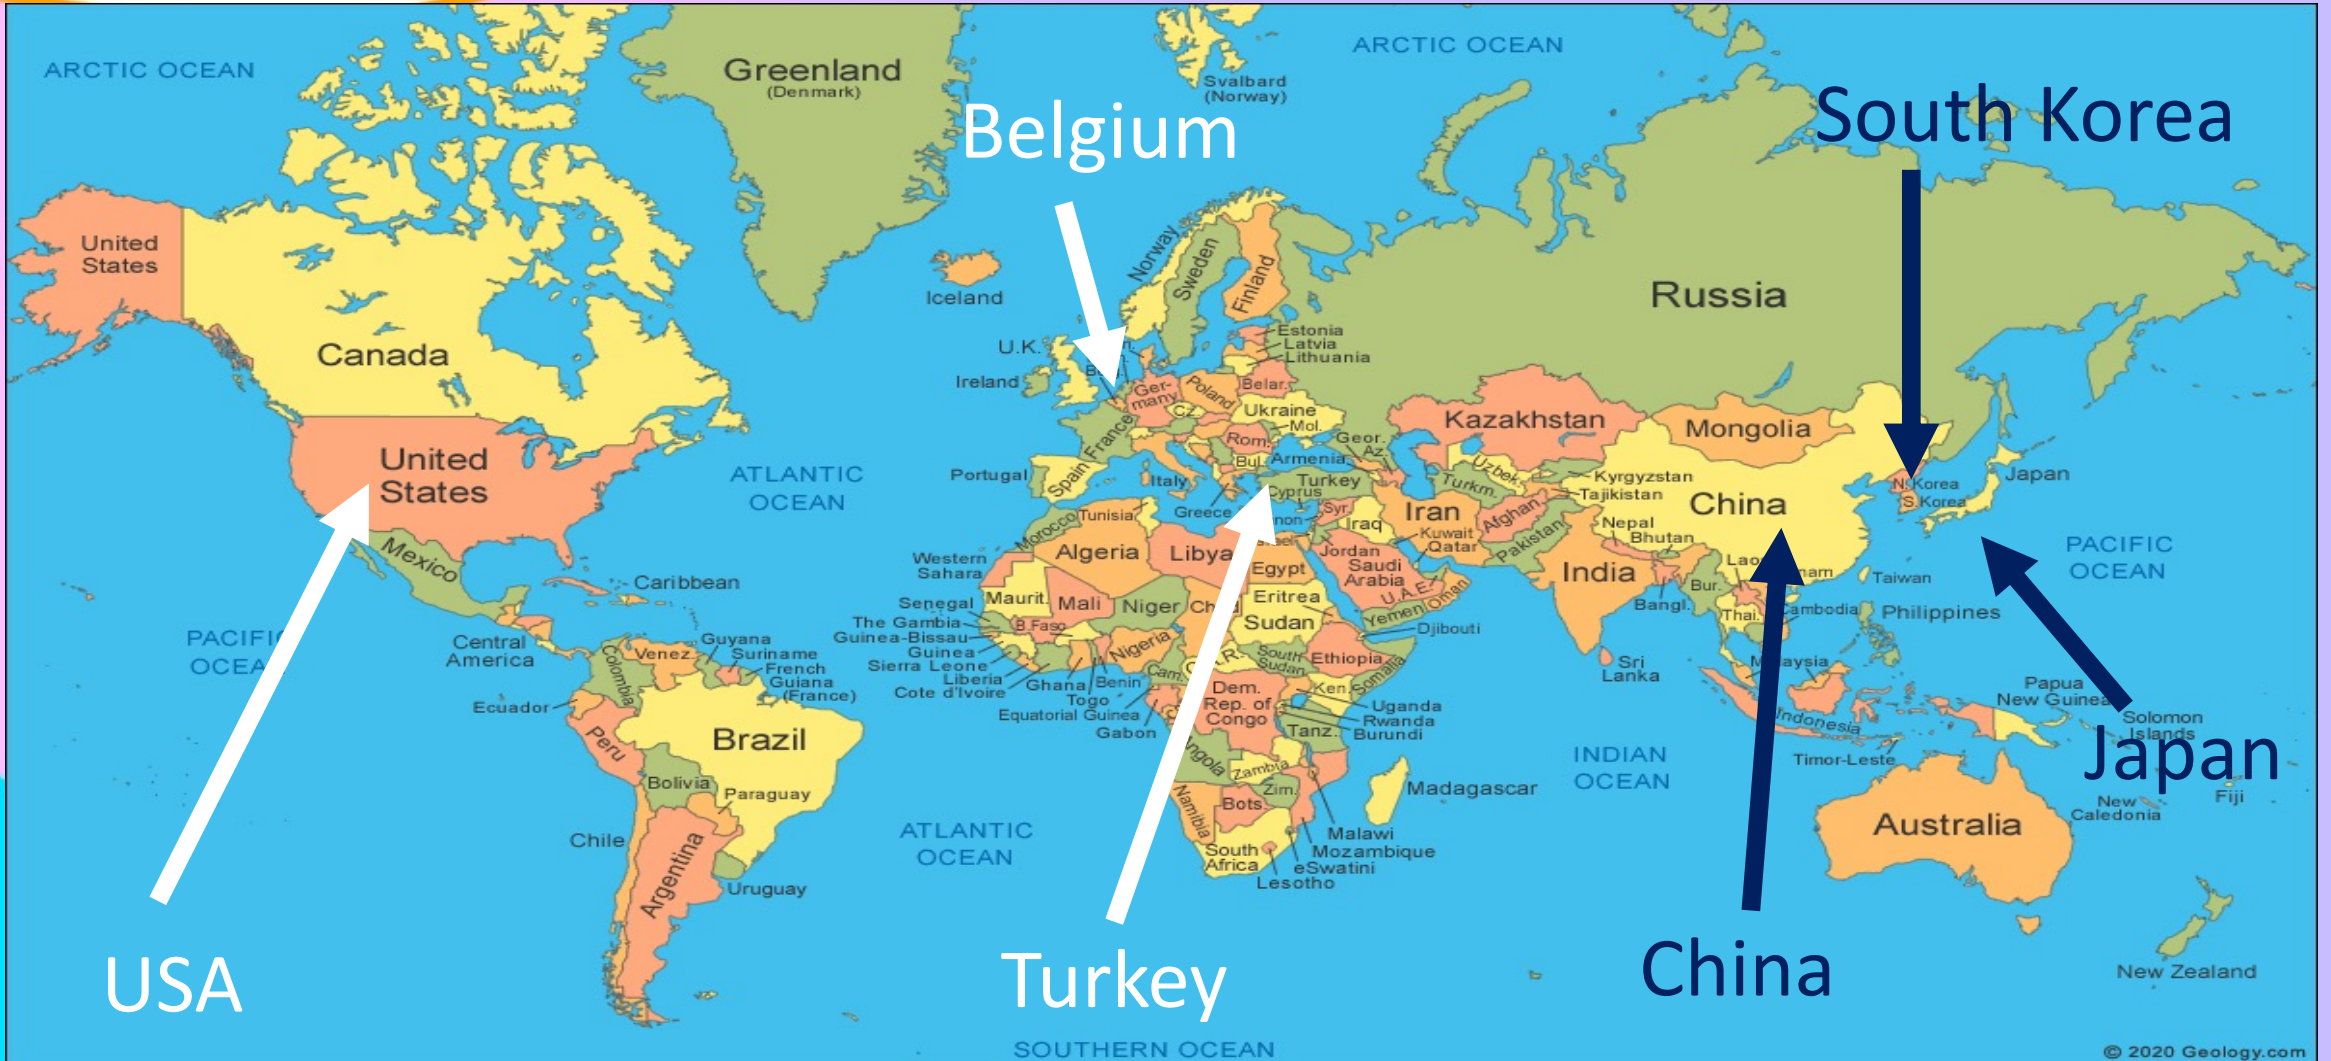 ARCTIC OCEAN
Greenland
(Denmark)
Svalbard
(Norway)
ARCTIC OCEAN
Belgium
South Korea
United
States
Canada
Iceland
Norway
Sweden
Finland
Russia
Estonia
Latvia
Lithuania
U.K.
Ireland
Ger-
many
Poland
Belar.
Cz.
Ukraine
Mol.
France
Rom.
Bul.
Kazakhstan
Mongolia
United
States
ATLANTIC
OCEAN
Portugal
Spain
Italy
Greece
Armenia
Geor.
Az.
Turkey
Cyprus
Uzbek.
Turkm.
Kyrgyzstan
Tajikistan
China
N. Korea
S. Korea
Japan
Mexico
Morocco
Tunisia
Algeria
Libya
Egypt
Syr.
Iraq
Iran
Afghan.
Pakistan
Kuwait
Qatar
Jordan
Saudi
Arabia
U.A.E.
Oman
Yemen
Nepal
Bhutan
India
Bangl.
Bur.
Thai.
Cambodia
Taiwan
Philippines
PACIFIC
OCEAN
Western
Sahara
Maurit.
Mali
Niger
Eritrea
Sudan
Djibouti
Caribbean
Central
America
Senegal
The Gambia
Guinea-Bissau
Guinea
Sierra Leone
Liberia
Cote d'Ivoire
B.Faso
Ghana
Togo
Benin
Nigeria
Cam.
Equatorial Guinea
Gabon
South
Sudan
Ethiopia
Somalia
Sri
Lanka
Venez.
Guyana
Suriname
French
Guiana
(France)
Colombia
Ecuador
Peru
Brazil
Bolivia
Paraguay
Chile
Argentina
Uruguay
Dem.
Rep. of
Congo
Ken.
Uganda
Rwanda
Burundi
Tanz.
Zambia
Zim.
Bots.
Namibia
South
Africa
Malawi
Mozambique
eSwatini
Lesotho
Madagascar
INDIAN
OCEAN
Indonesia
Timor-Leste
Papua
New Guinea
Solomon
Islands
Japan
Australia
New
Caledonia
Fiji
New Zealand
ATLANTIC
OCEAN
USA
Turkey
China
SOUTHERN OCEAN
© 2020 Geology.com